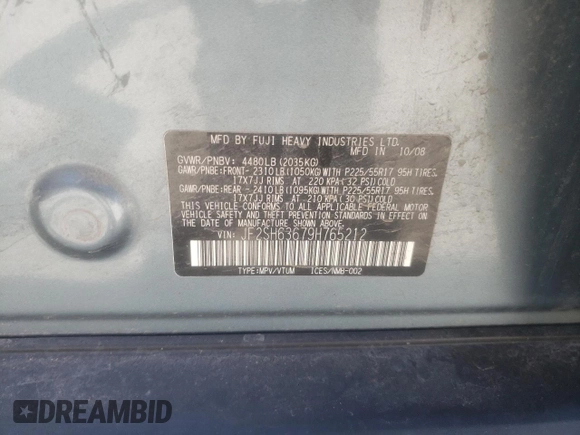 MFD BY FUJI HEAVY INDUSTRIES LTD.
MADE IN JAPAN 10/08
GVWR/PNBV: 4480LB (2035KG)
GAWR/PNBE:FRONT- 2310LB(1050KG)WITH P225/55R17 95H TIRES,
17X7JJ RIMS AT 220 KPA(32 PSI)COLD
GAWR/PNBE:REAR -2410LB(1095KG)WITH P225/55R17 95H TIRES,
17X7JJ RIMS AT 210 KPA(30 PSI)COLD
THIS VEHICLE CONFORMS TO ALL APPLICABLE FEDERAL MOTOR
VEHICLE SAFETY AND THEFT PREVENTION STANDARDS IN EFFECT ON
THE DATE OF MANUFACTURE SHOWN ABOVE.
VIN: JF2SH63679H765212
TYPE:MPV/VTUM ICES/NMB-002
DREAMBID